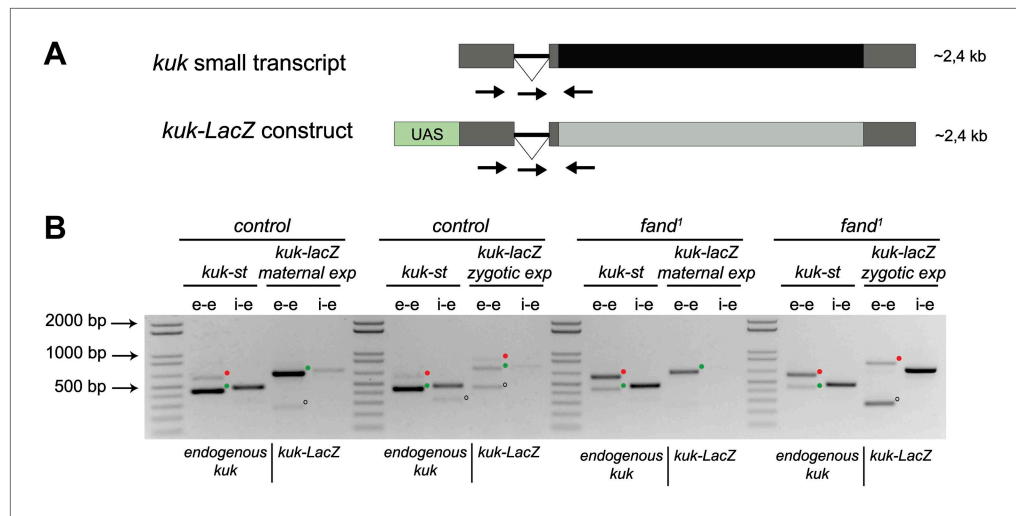 A
kuk small transcript
~2,4 kb
kuk-LacZ construct
UAS
~2,4 kb
B
control control fand1 fand1
kuk-st kuk-lacZ maternal exp kuk-st kuk-lacZ zygotic exp kuk-st kuk-lacZ maternal exp kuk-st kuk-lacZ zygotic exp
e-e i-e e-e i-e e-e i-e e-e i-e e-e i-e e-e i-e e-e i-e e-e i-e
2000 bp
1000 bp
500 bp
endogenous kuk kuk-LacZ endogenous kuk kuk-LacZ endogenous kuk kuk-LacZ endogenous kuk kuk-LacZ